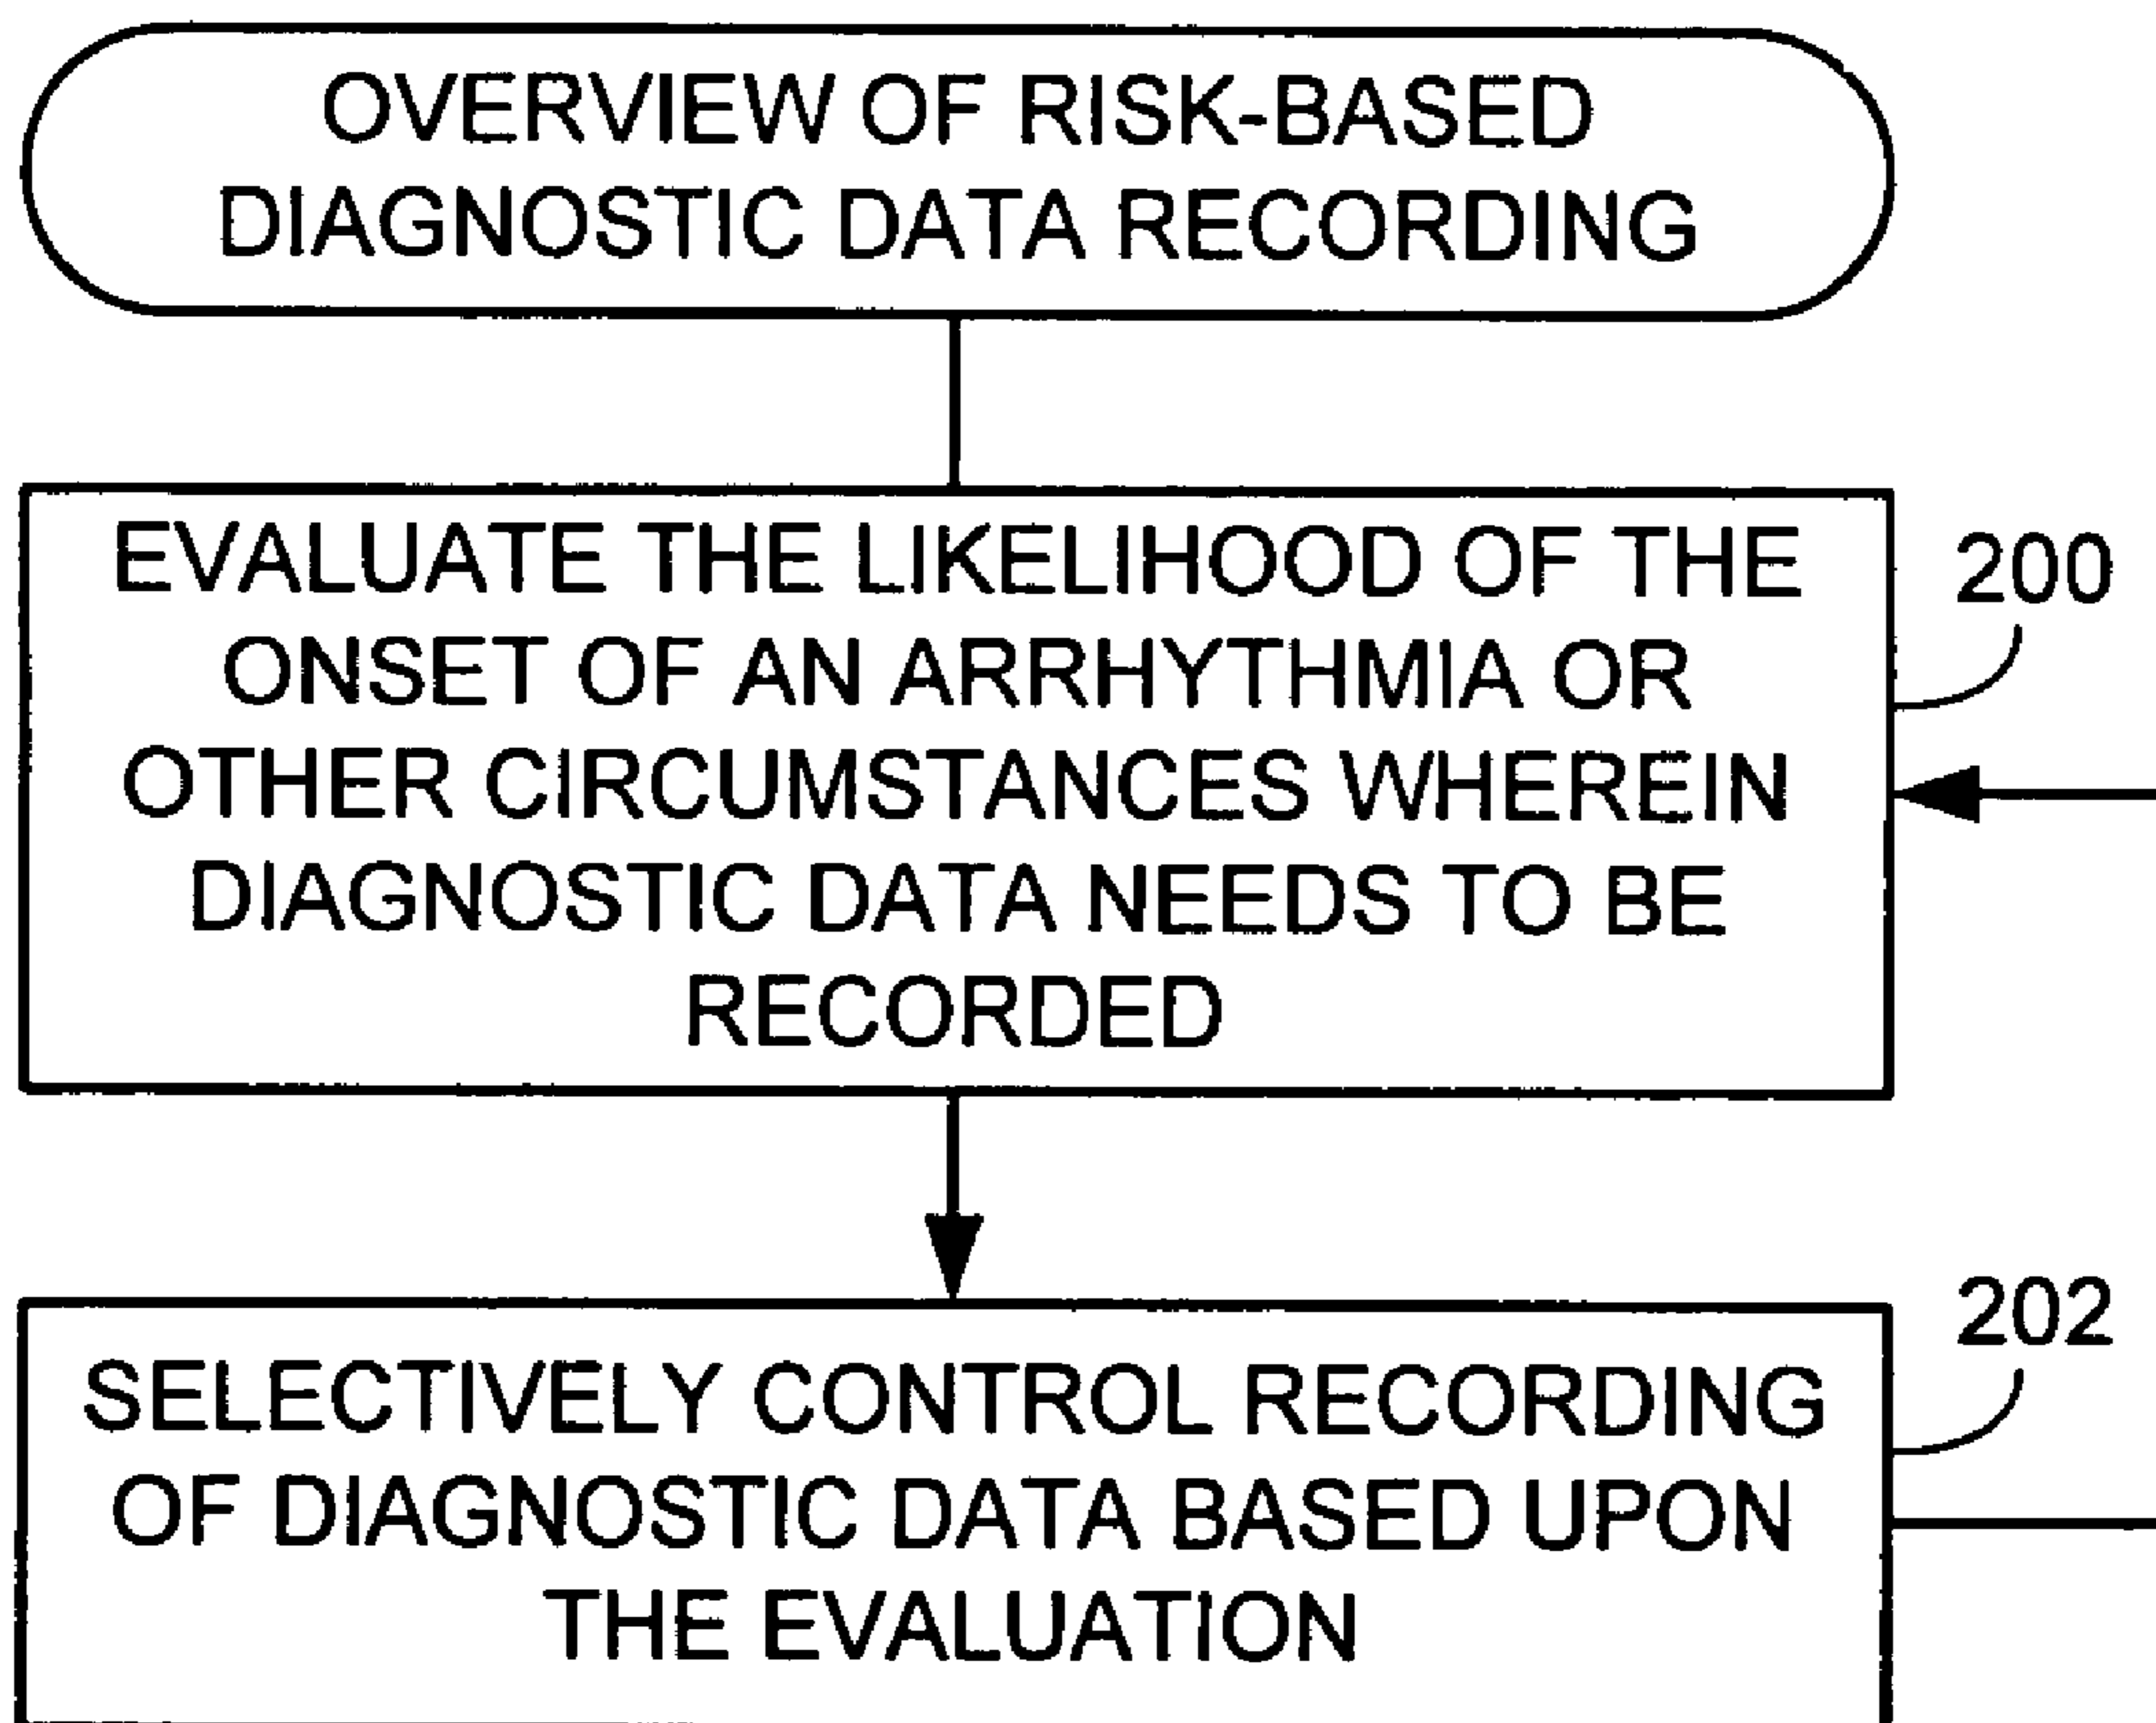 OVERVIEW OF RISK-BASED
DIAGNOSTIC DATA RECORDING
EVALUATE THE LIKELIHOOD OF THE
ONSET OF AN ARRHYTHMIA OR
OTHER CIRCUMSTANCES WHEREIN
DIAGNOSTIC DATA NEEDS TO BE
RECORDED
200
SELECTIVELY CONTROL RECORDING
OF DIAGNOSTIC DATA BASED UPON
THE EVALUATION
202